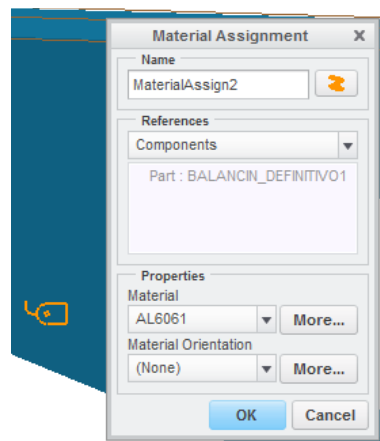 Material Assignment X
Name
MaterialAssign2
References
Components
Part : BALANCIN_DEFINITIVO1
Properties
Material
AL6061 More...
Material Orientation
(None) More...
OK Cancel